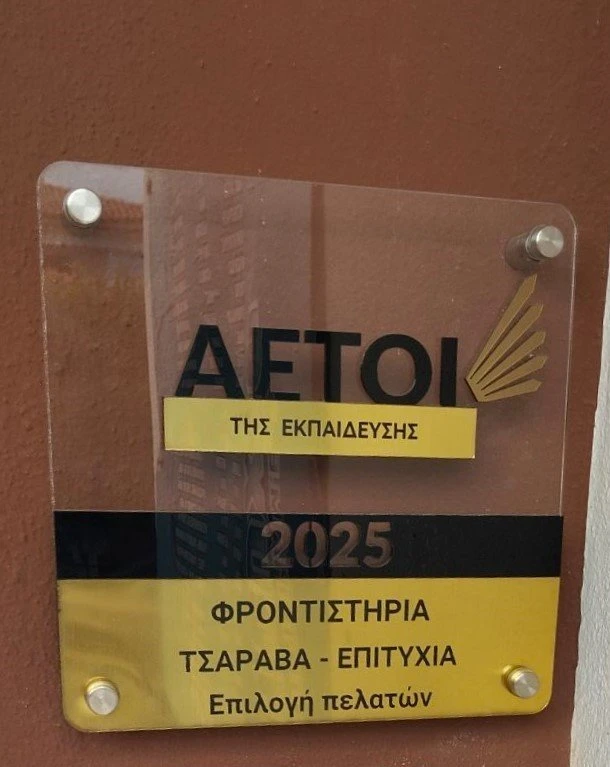 ΑΕΤΟΙ
ΤΗΣ ΕΚΠΑΙΔΕΥΣΗΣ
2025
ΦΡΟΝΤΙΣΤΗΡΙΑ
ΤΣΑΡΑΒΑ - ΕΠΙΤΥΧΙΑ
Επιλογή πελατών